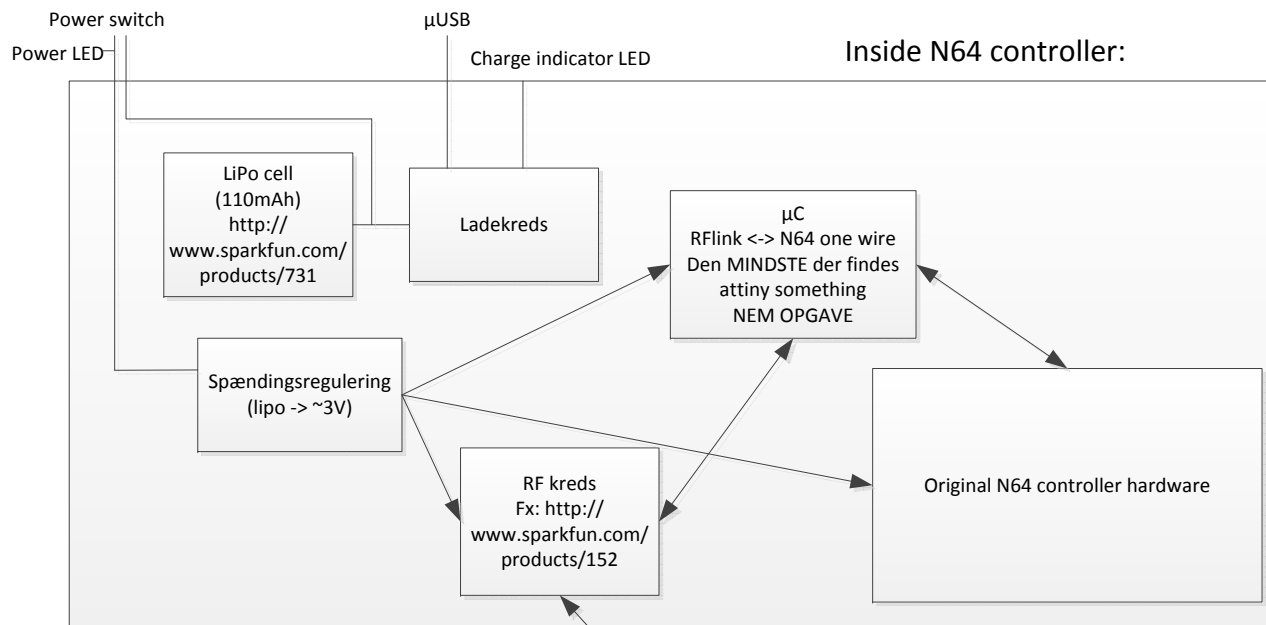 Power switch
Power LED
µUSB
Charge indicator LED
Inside N64 controller:
LiPo cell
(110mAh)
http://
www.sparkfun.com/
products/731
Ladekreds
µC
RFlink <-> N64 one wire
Den MINDSTE der findes
attiny something
NEM OPGAVE
Spændingsregulering
(lipo -> ~3V)
RF kreds
Fx: http://
www.sparkfun.com/
products/152
Original N64 controller hardware